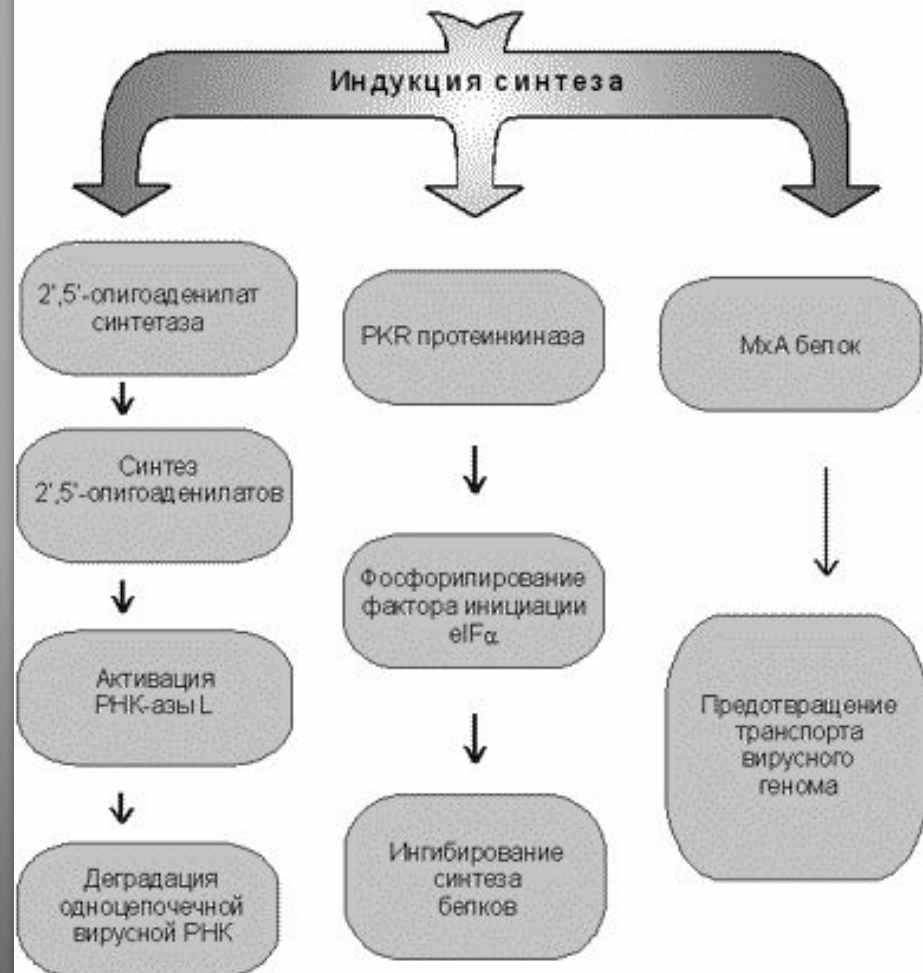 Индукция синтеза
2',5'-олигоаденилат
синтетаза
Синтез
2',5'-олигоаденилатов
Активация
РНК-азы L
Деградация
одноцепочечной
вирусной РНК
PKR протеинкиназа
Фосфорилирование
фактора инициации
eIFα
Ингибирование
синтеза
белков
МхА белок
Предотвращение
транспорта
вирусного
генома